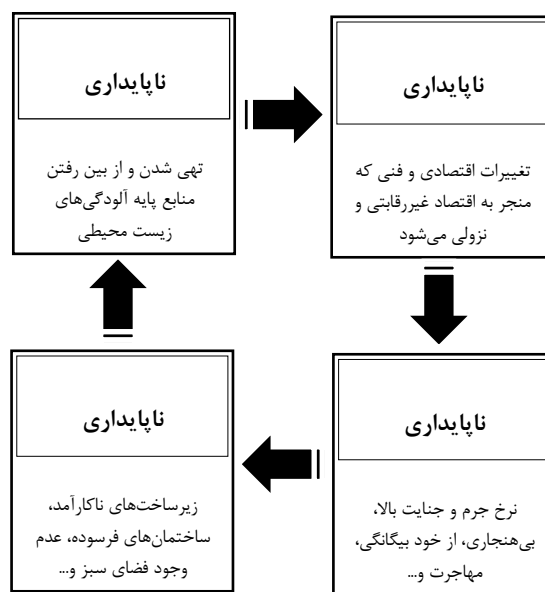 ناپایداری
تغییرات اقتصادی و فنی که
منجر به اقتصاد غیررقابتی و
نزولی می‌شود
ناپایداری
تهی شدن و از بین رفتن
منابع پایه آلودگی‌های
زیست محیطی
ناپایداری
نرخ جرم و جنایت بالا،
بی‌هنجاری، از خود بیگانگی،
مهاجرت و...
ناپایداری
زیرساخت‌های ناکارآمد،
ساختمان‌های فرسوده، عدم
وجود فضای سبز و...